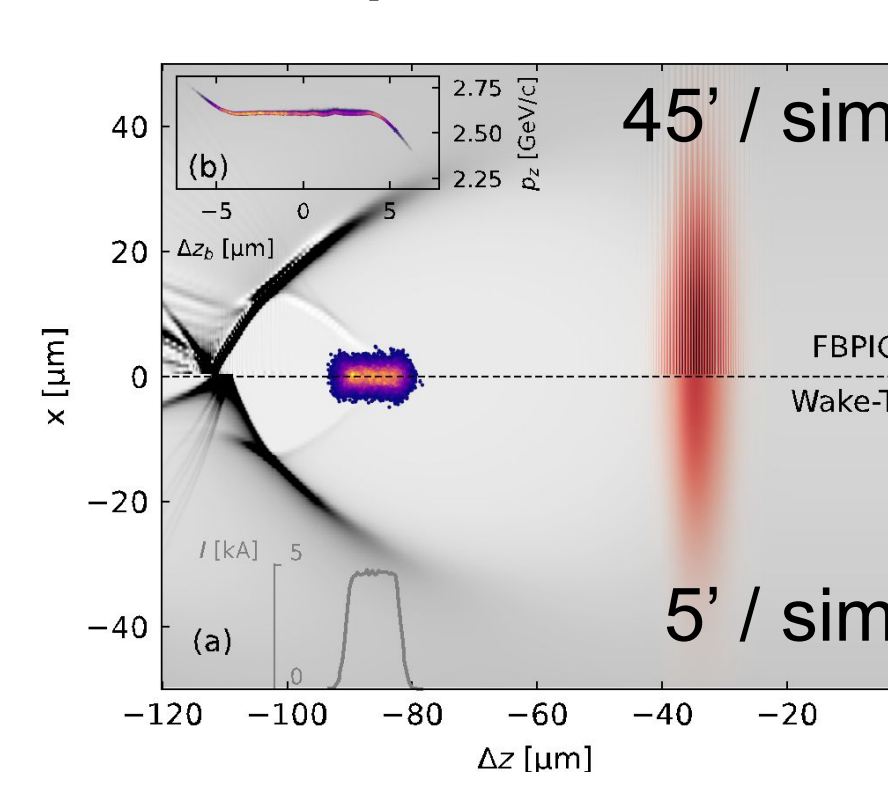 2.75
2.50
2.25
p_z [GeV/c]
(b)
−5 0 5
Δz_b [μm]
45’ / sim
40
20
0
−20
−40
x [μm]
FBPIC
Wake-T
I [kA]
5
0
(a)
5’ / sim
−120 −100 −80 −60 −40 −20
Δz [μm]